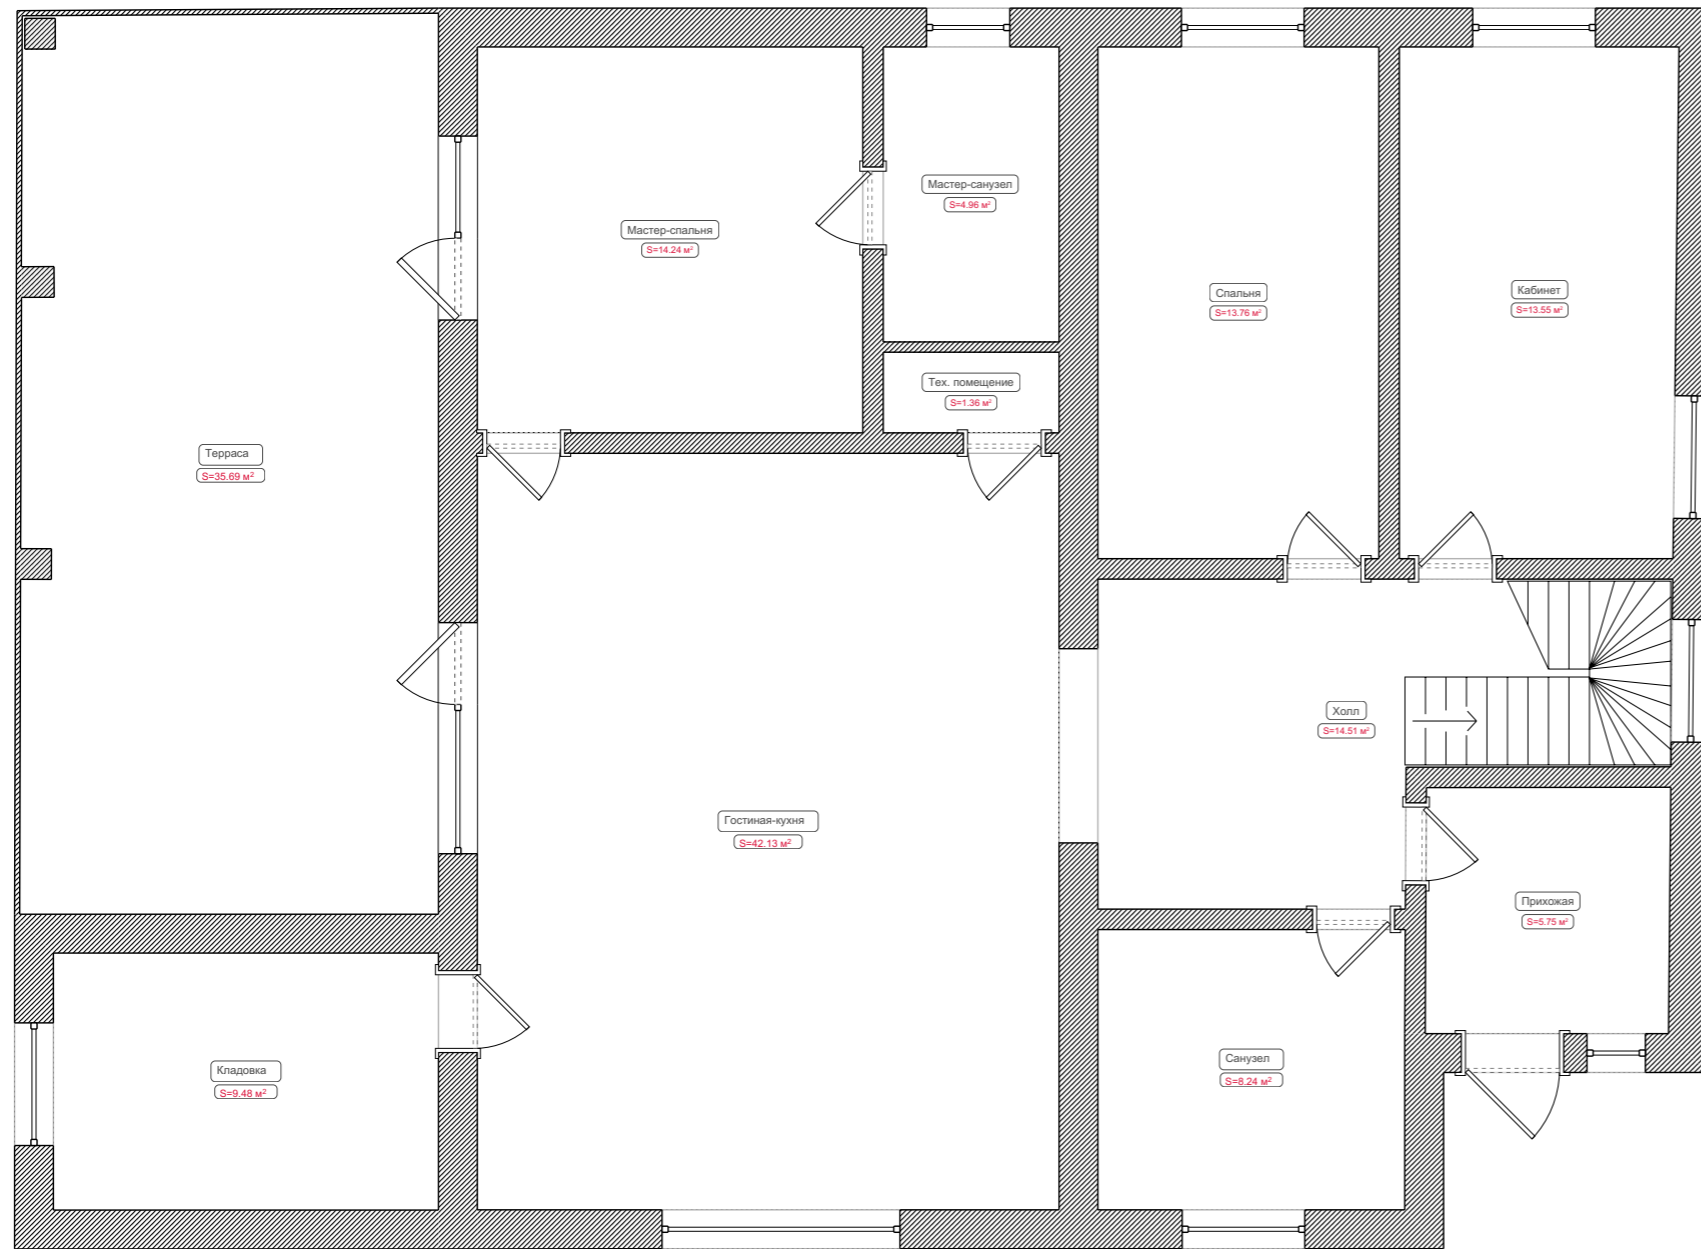 Мастер-санузел
S=4.96 м²
Мастер-спальня
S=14.24 м²
Спальня
S=13.76 м²
Кабинет
S=13.55 м²
Тех. помещение
S=1.36 м²
Терраса
S=35.69 м²
Холл
S=14.51 м²
Гостиная-кухня
S=42.13 м²
Прихожая
S=5.75 м²
Кладовка
S=9.48 м²
Санузел
S=8.24 м²